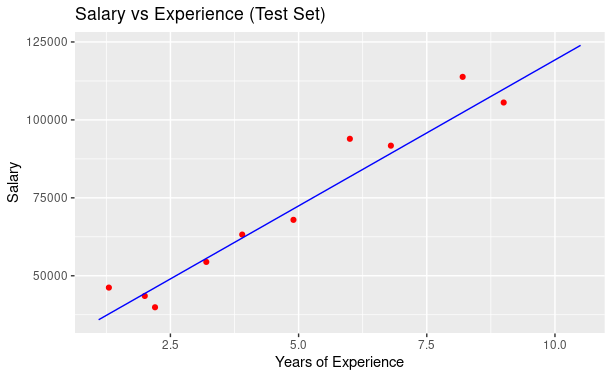 Salary vs Experience (Test Set)
125000
100000
75000
50000
Salary
2.5 5.0 7.5 10.0
Years of Experience